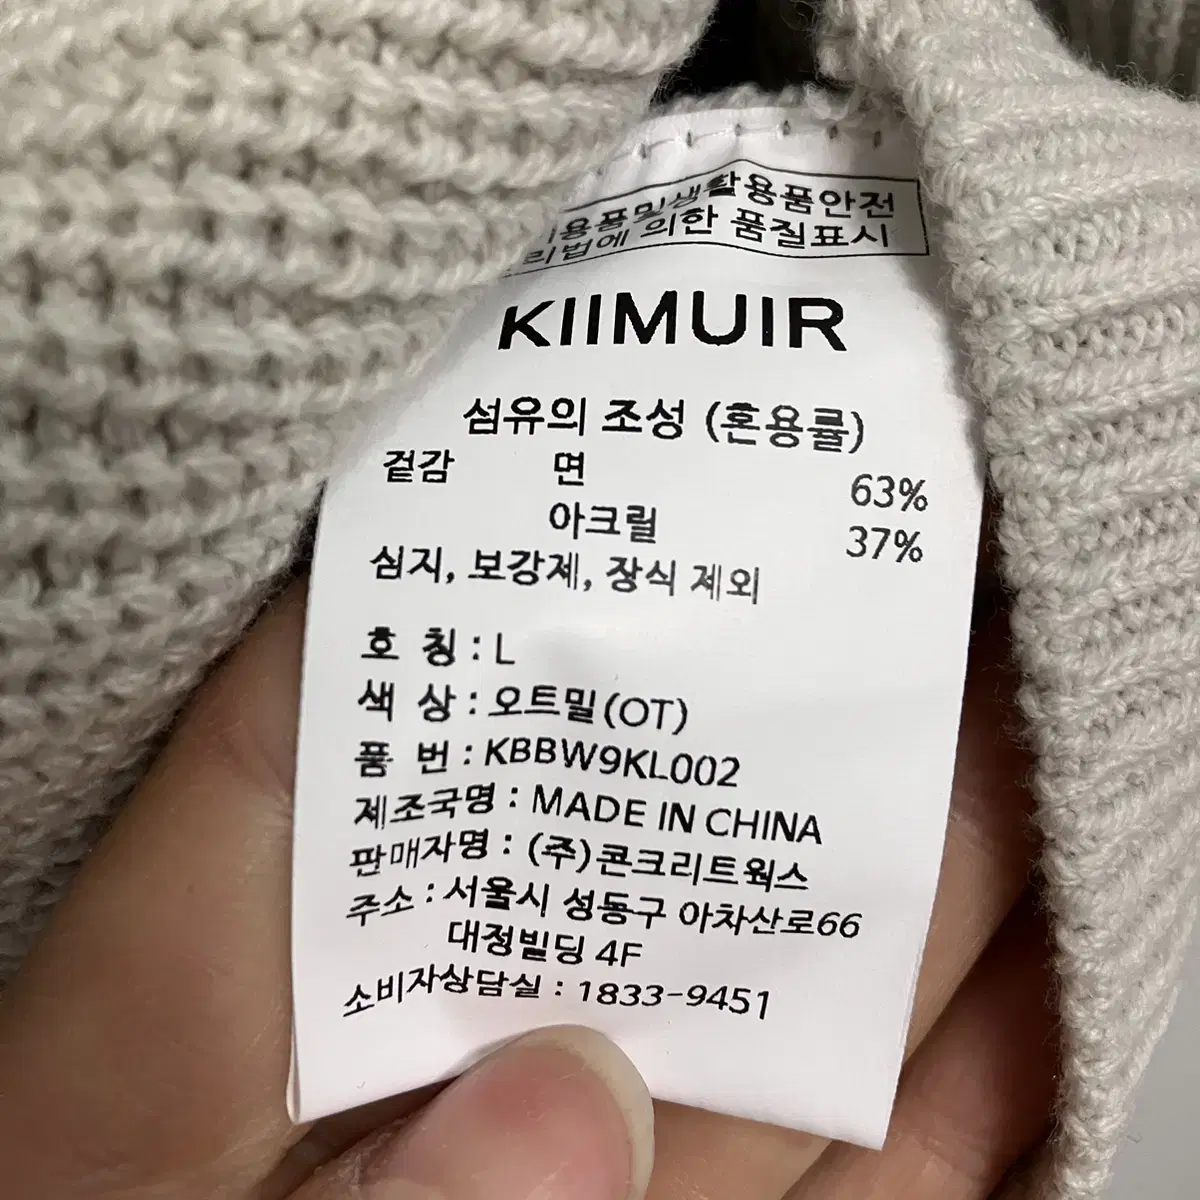 용품및생활용품안전
리법에 의한 품질표시
KIIMUIR
섬유의 조성 (혼용률)
겉감 면 63%
아크릴 37%
심지, 보강제, 장식 제외
호 칭 : L
색 상 : 오트밀(OT)
품 번 : KBBW9KL002
제조국명 : MADE IN CHINA
판매자명 : (주)콘크리트웍스
주소 : 서울시 성동구 아차산로66
대정빌딩 4F
소비자상담실 : 1833-9451